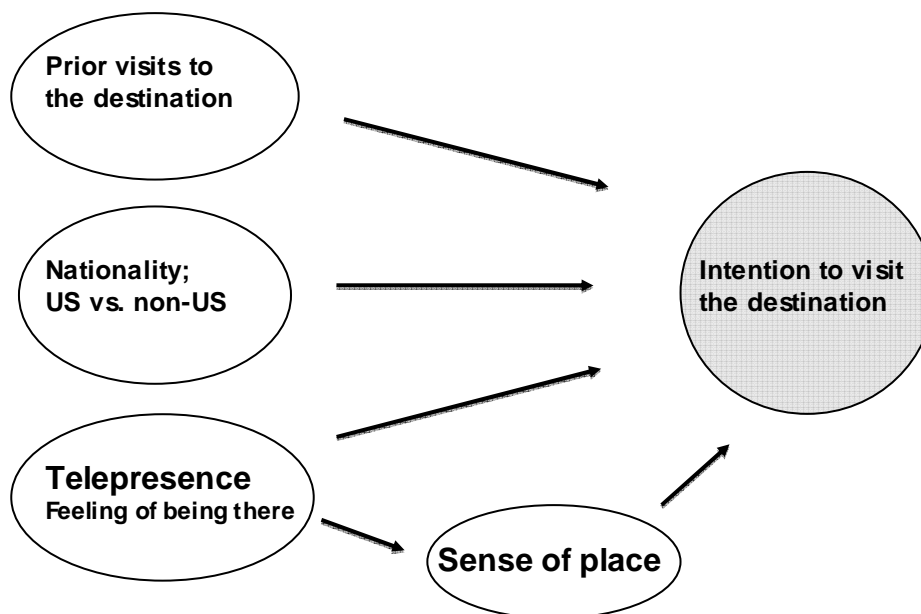 Prior visits to
the destination
Nationality;
US vs. non-US
Intention to visit
the destination
Telepresence
Feeling of being there
Sense of place